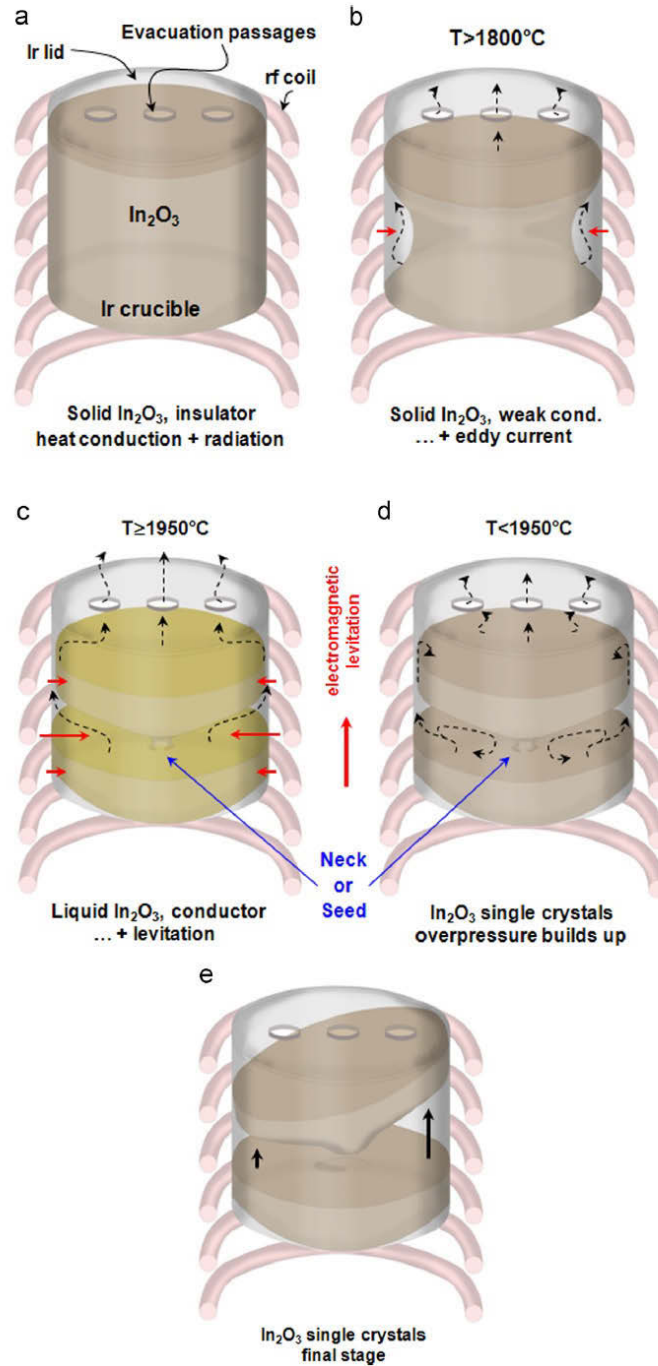 a
Evacuation passages
Ir lid
rf coil
In₂O₃
Ir crucible
Solid In₂O₃, insulator
heat conduction + radiation
b
T>1800°C
Solid In₂O₃, weak cond.
... + eddy current
c
T≥1950°C
Liquid In₂O₃, conductor
... + levitation
electromagnetic
levitation
Neck
or
Seed
d
T<1950°C
In₂O₃ single crystals
overpressure builds up
e
In₂O₃ single crystals
final stage